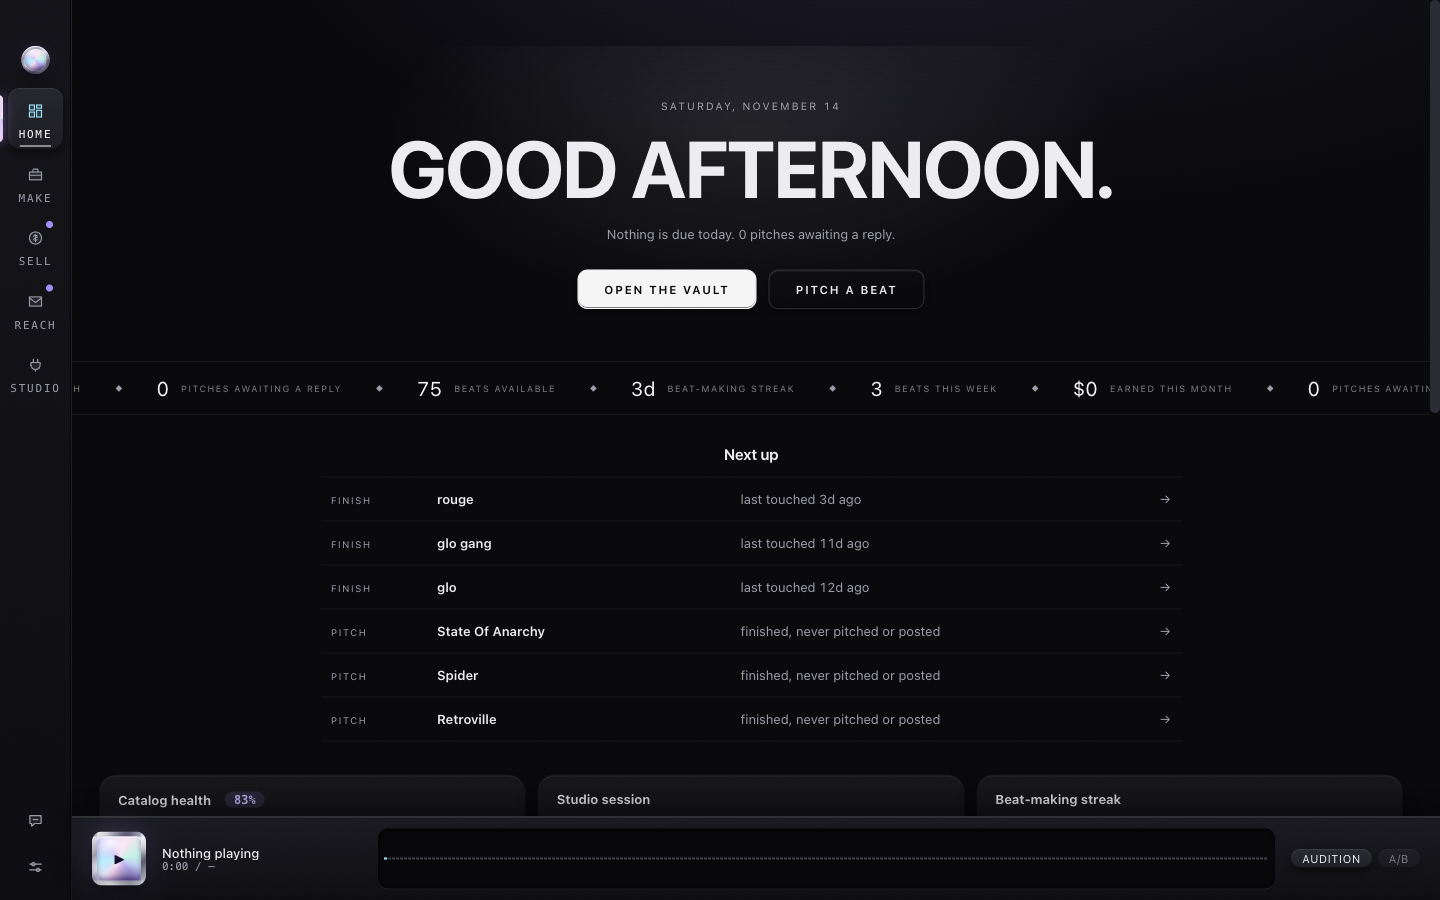 HOME
MAKE
SELL
REACH
STUDIO
SATURDAY, NOVEMBER 14
GOOD AFTERNOON.
Nothing is due today. 0 pitches awaiting a reply.
OPEN THE VAULT
PITCH A BEAT
H ◆ 0 PITCHES AWAITING A REPLY ◆ 75 BEATS AVAILABLE ◆ 3d BEAT-MAKING STREAK ◆ 3 BEATS THIS WEEK ◆ $0 EARNED THIS MONTH ◆ 0 PITCHES AWAITIN
Next up
FINISH rouge last touched 3d ago →
FINISH glo gang last touched 11d ago →
FINISH glo last touched 12d ago →
PITCH State Of Anarchy finished, never pitched or posted →
PITCH Spider finished, never pitched or posted →
PITCH Retroville finished, never pitched or posted →
Catalog health 83%
Studio session
Beat-making streak
Nothing playing
0:00 / —
AUDITION
A/B